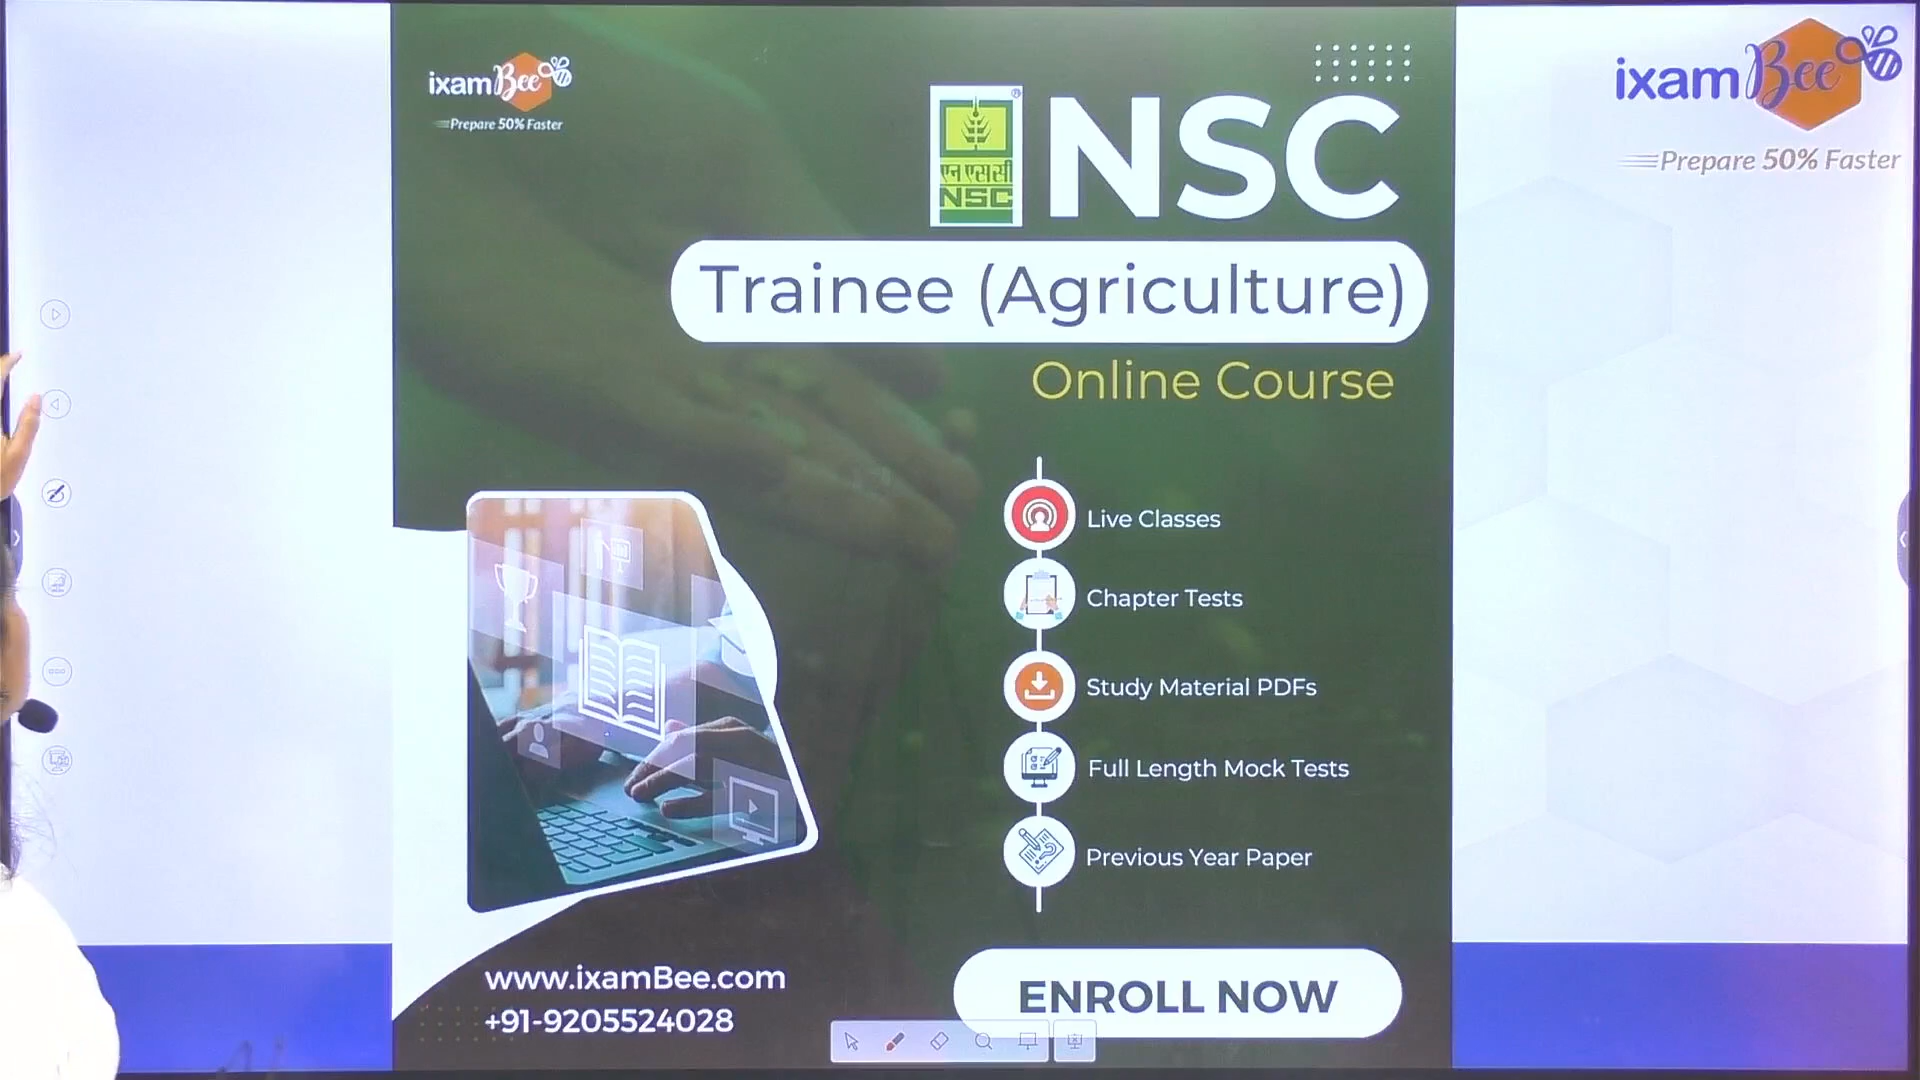 ixamBee
Prepare 50% Faster
®
एन एस सी
NSC
NSC
Trainee (Agriculture)
Online Course
Live Classes
Chapter Tests
Study Material PDFs
Full Length Mock Tests
Previous Year Paper
www.ixamBee.com
+91-9205524028
ENROLL NOW
ixamBee
Prepare 50% Faster